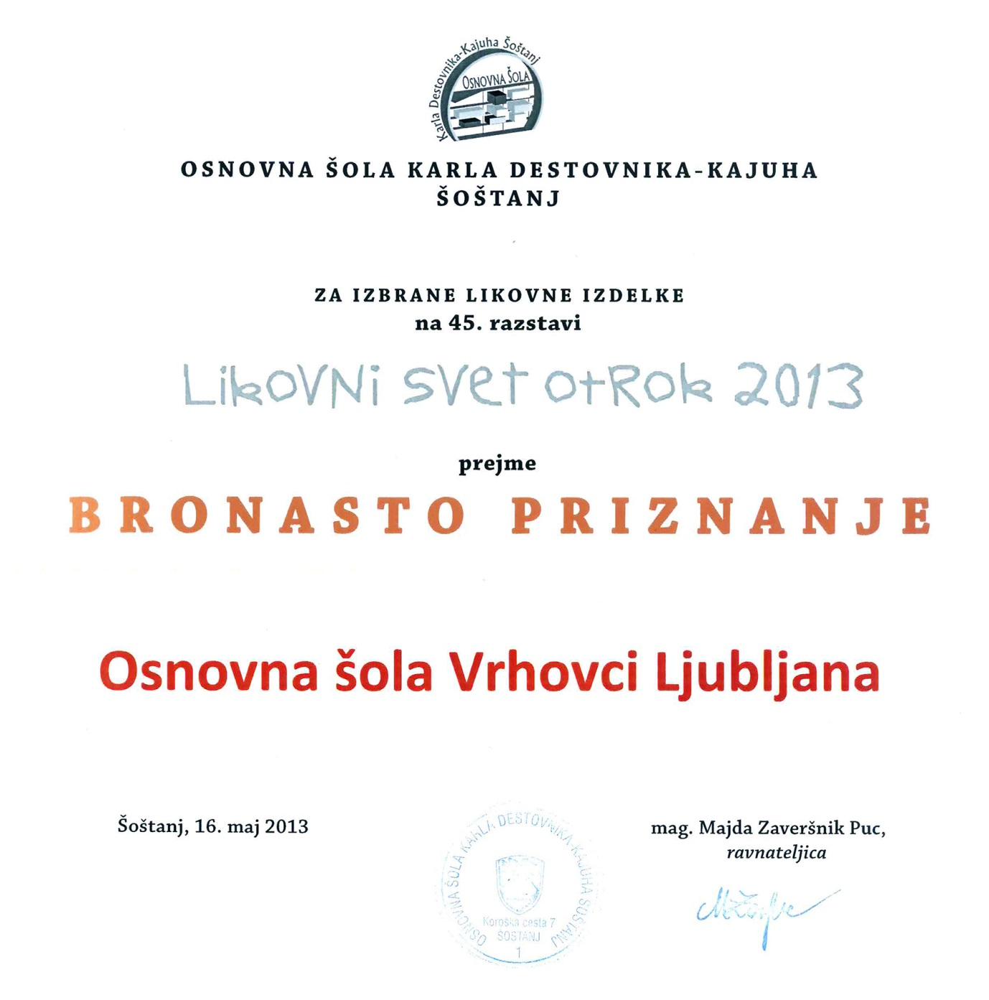 Karla Destovnika-Kajuha Šoštanj
OSNOVNA ŠOLA
OSNOVNA ŠOLA KARLA DESTOVNIKA-KAJUHA
ŠOŠTANJ
ZA IZBRANE LIKOVNE IZDELKE
na 45. razstavi
LikOVNi SVet OtROk 2013
prejme
BRONASTO PRIZNANJE
Osnovna šola Vrhovci Ljubljana
Šoštanj, 16. maj 2013
mag. Majda Zaveršnik Puc,
ravnateljica
OSNOVNA ŠOLA KARLA DESTOVNIKA-KAJUHA ŠOŠTANJ
Koroška cesta 7
ŠOŠTANJ
1